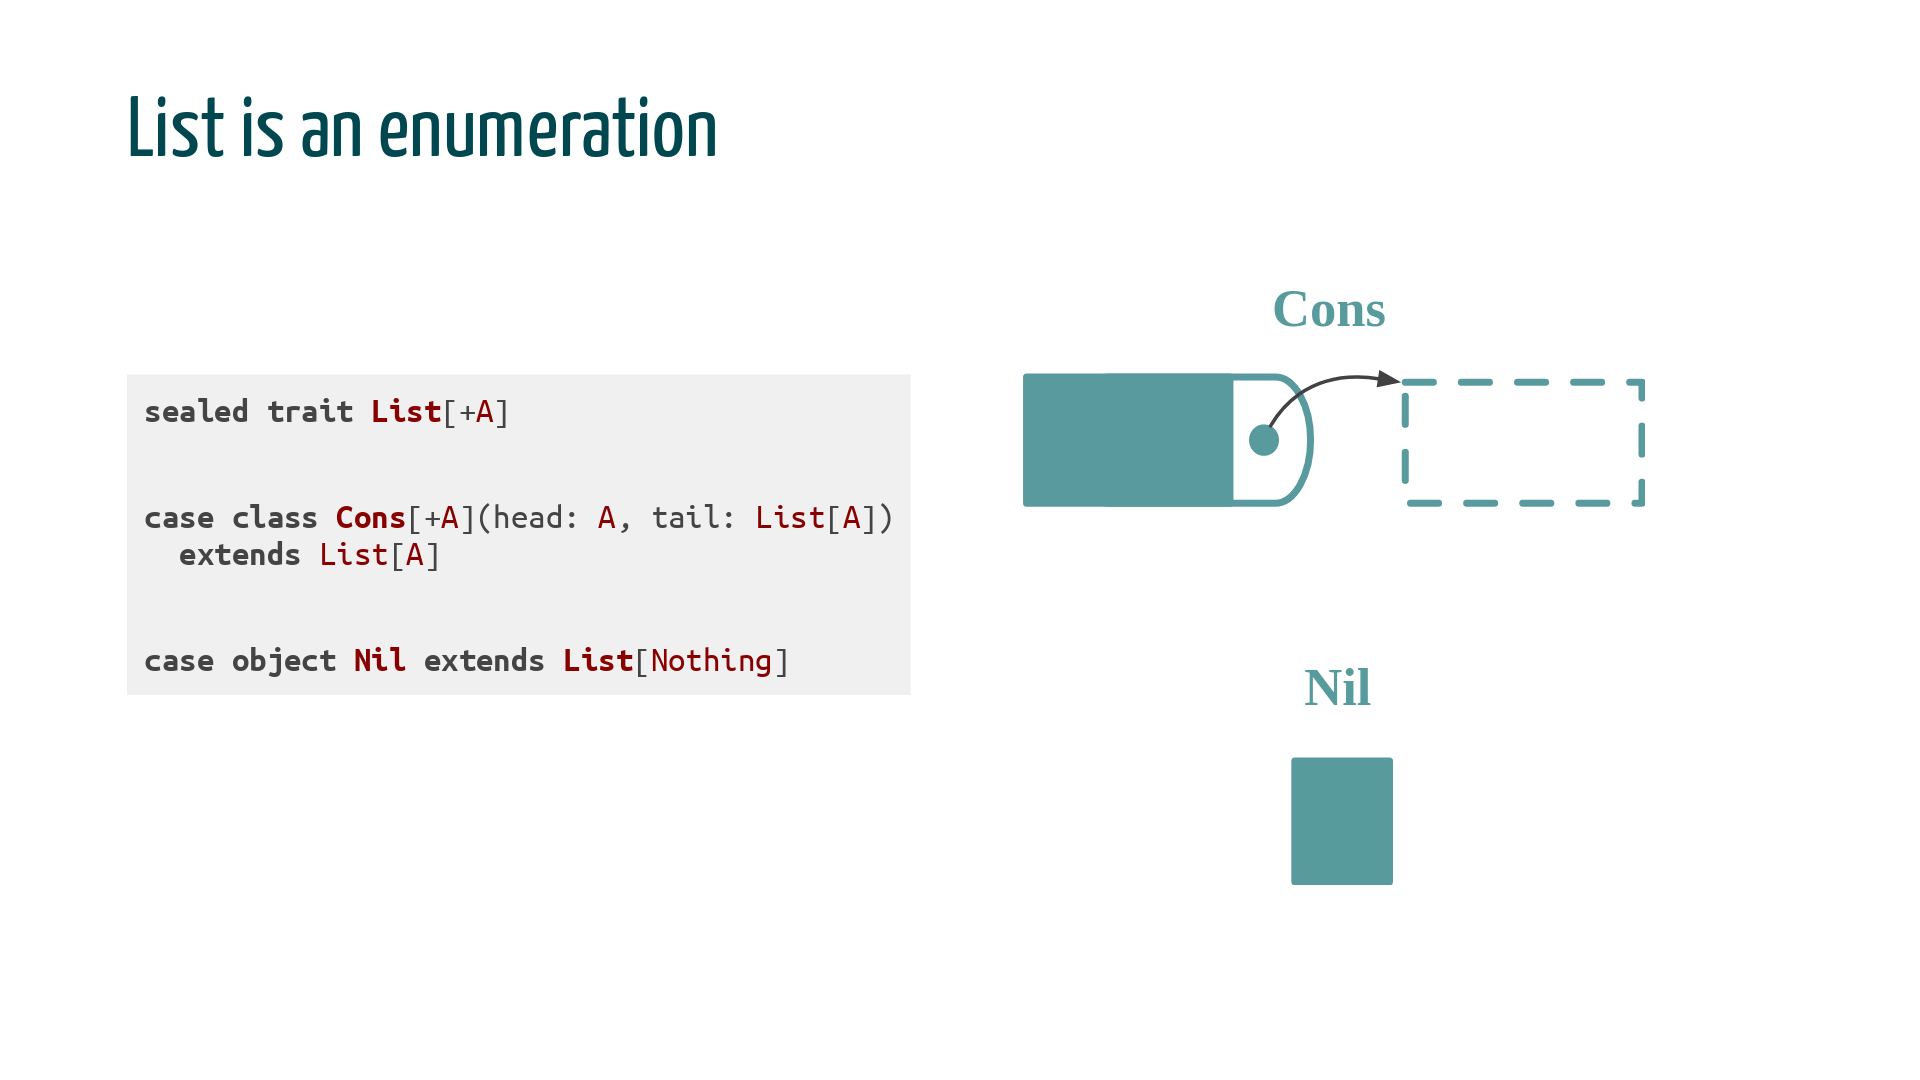 List is an enumeration
sealed trait List[+A]
case class Cons[+A](head: A, tail: List[A])
  extends List[A]
case object Nil extends List[Nothing]
Cons
Nil